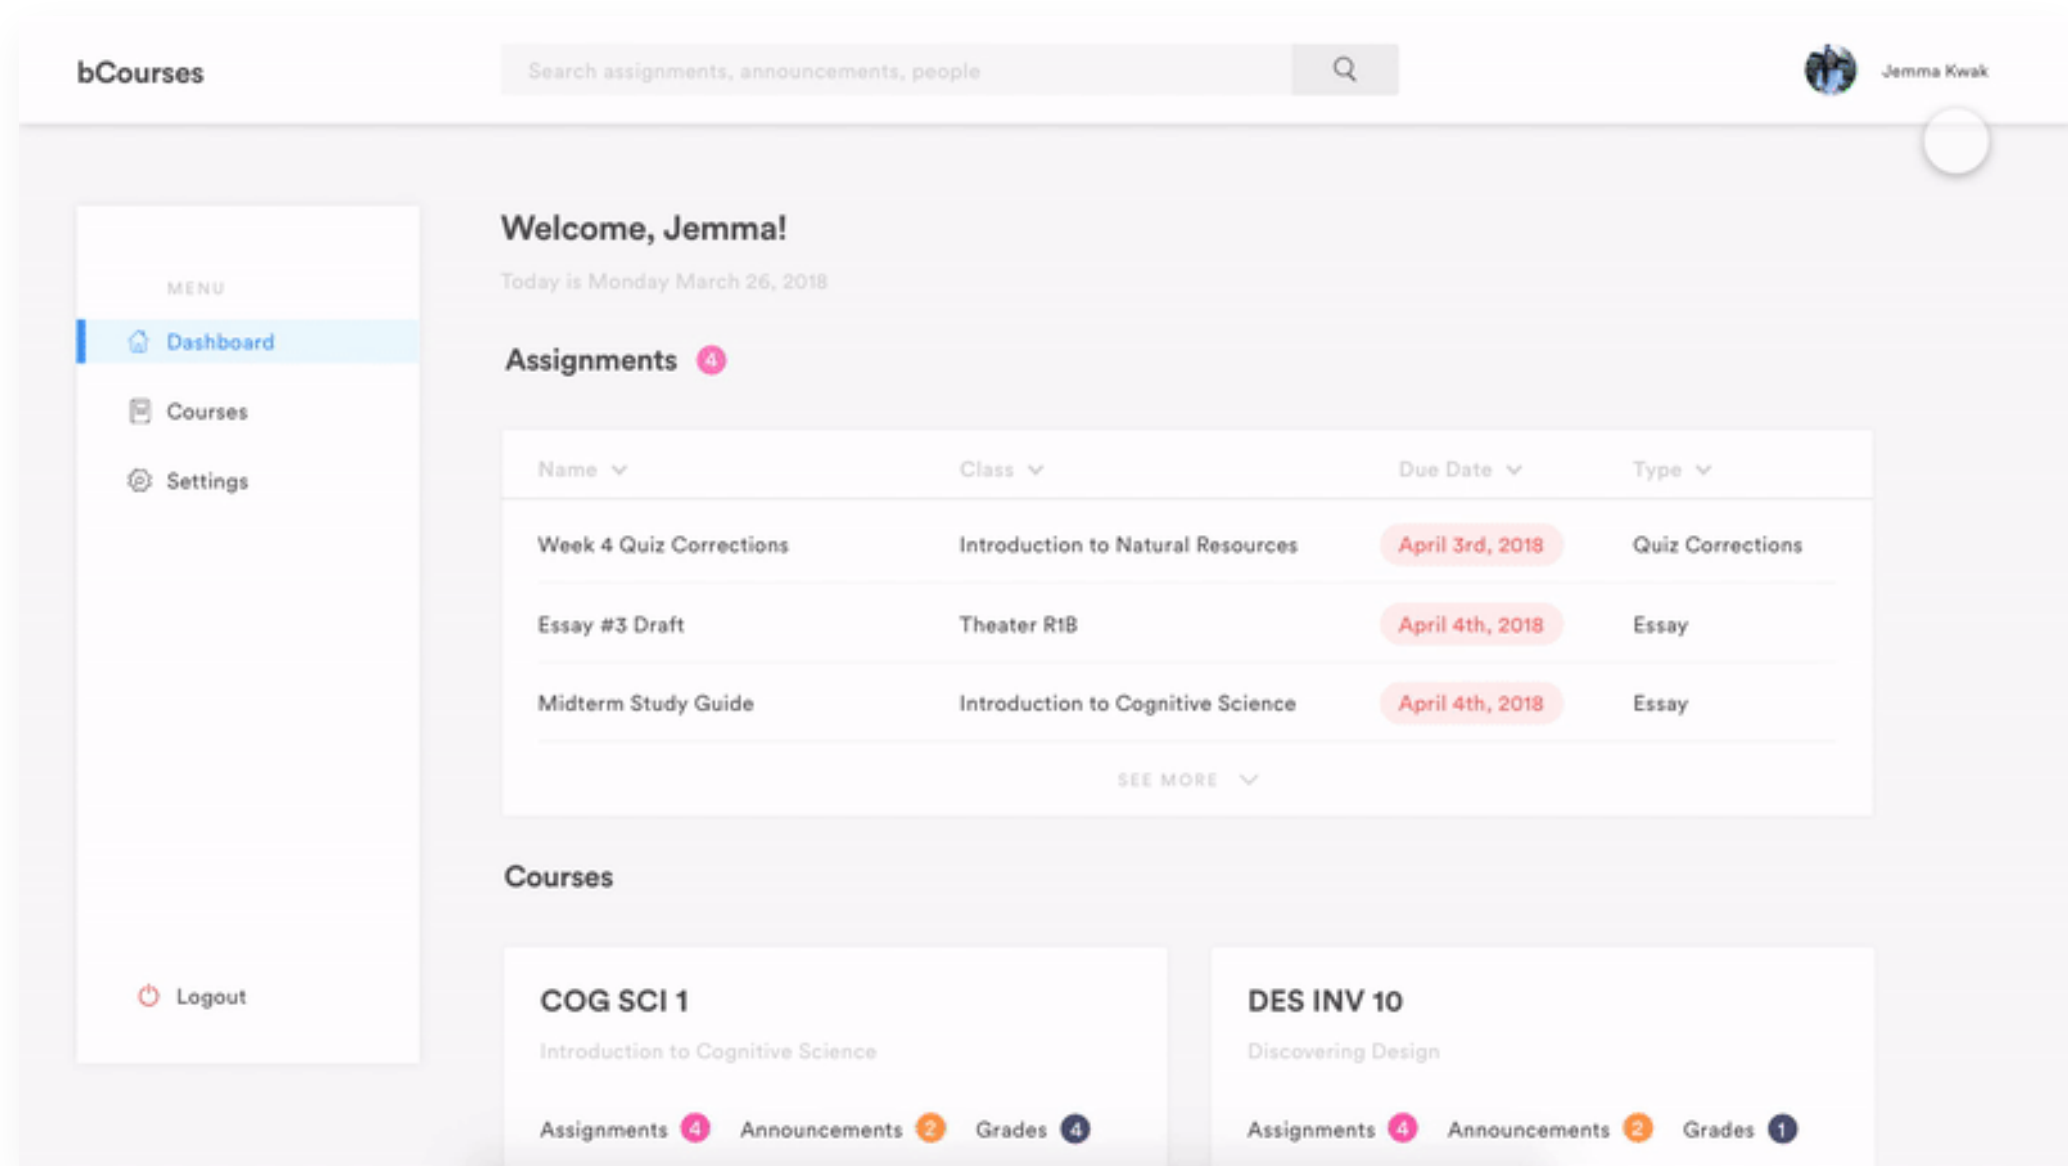 bCourses
Search assignments, announcements, people
Jemma Kwak
MENU
Dashboard
Courses
Settings
Logout
Welcome, Jemma!
Today is Monday March 26, 2018
Assignments 4
Name Class Due Date Type
Week 4 Quiz Corrections Introduction to Natural Resources April 3rd, 2018 Quiz Corrections
Essay #3 Draft Theater R1B April 4th, 2018 Essay
Midterm Study Guide Introduction to Cognitive Science April 4th, 2018 Essay
SEE MORE
Courses
COG SCI 1
Introduction to Cognitive Science
Assignments 4 Announcements 2 Grades 4
DES INV 10
Discovering Design
Assignments 4 Announcements 2 Grades 1